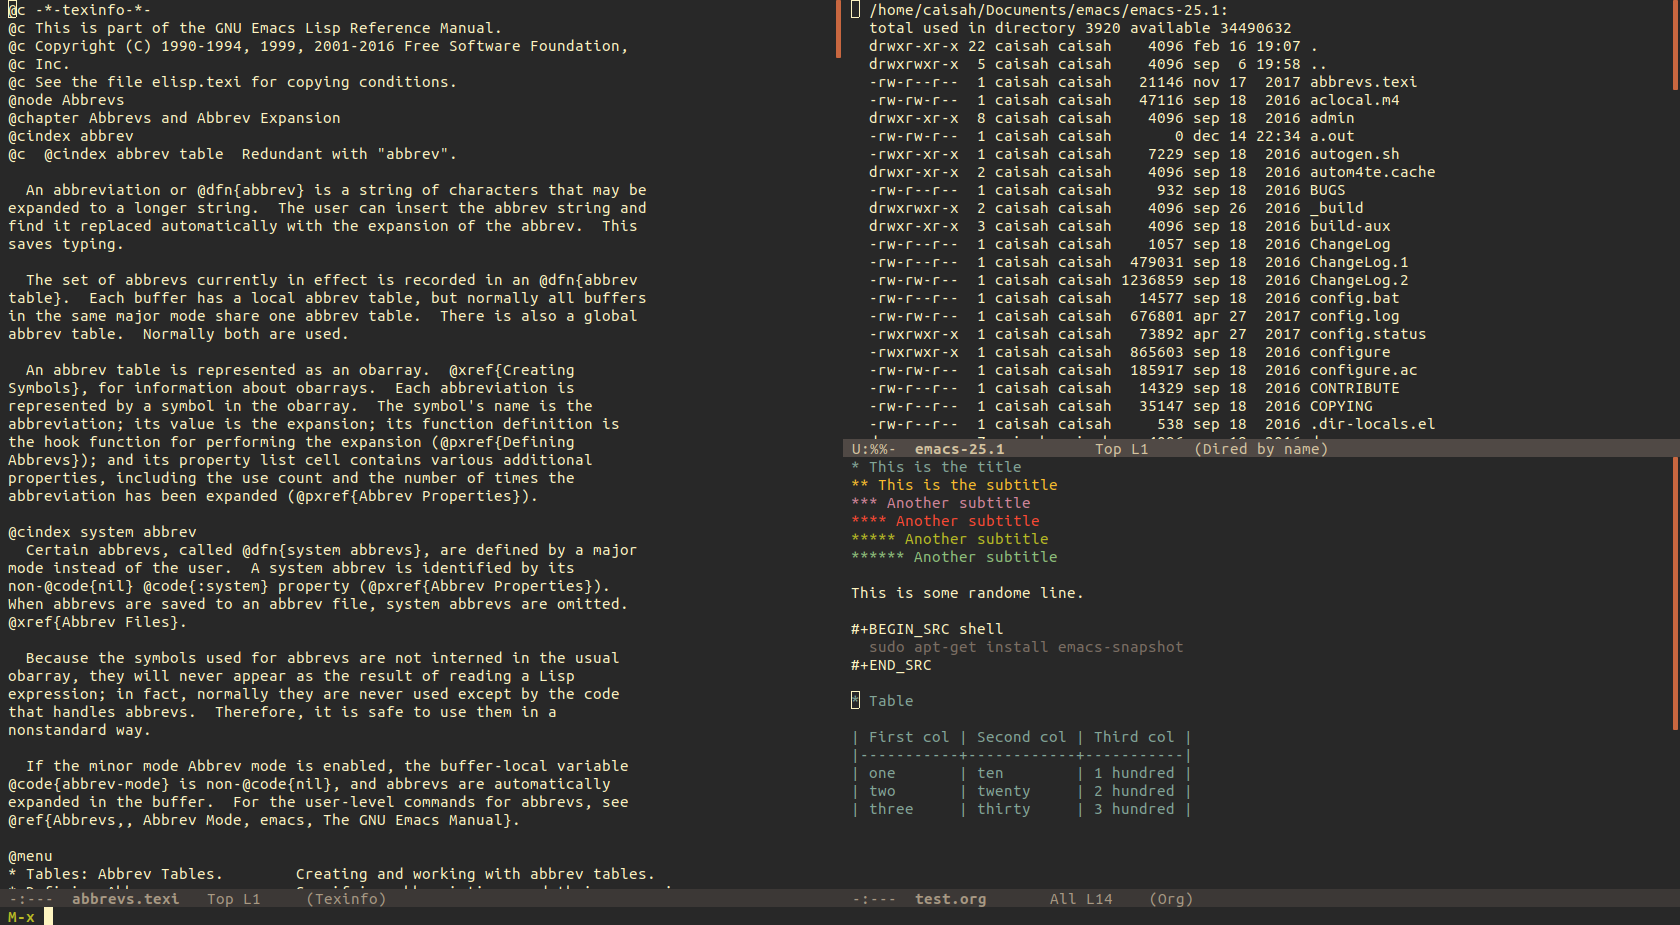 @c -*-texinfo-*-
@c This is part of the GNU Emacs Lisp Reference Manual.
@c Copyright (C) 1990-1994, 1999, 2001-2016 Free Software Foundation,
@c Inc.
@c See the file elisp.texi for copying conditions.
@node Abbrevs
@chapter Abbrevs and Abbrev Expansion
@cindex abbrev
@c  @cindex abbrev table  Redundant with "abbrev".

  An abbreviation or @dfn{abbrev} is a string of characters that may be
expanded to a longer string.  The user can insert the abbrev string and
find it replaced automatically with the expansion of the abbrev.  This
saves typing.

  The set of abbrevs currently in effect is recorded in an @dfn{abbrev
table}.  Each buffer has a local abbrev table, but normally all buffers
in the same major mode share one abbrev table.  There is also a global
abbrev table.  Normally both are used.

  An abbrev table is represented as an obarray.  @xref{Creating
Symbols}, for information about obarrays.  Each abbreviation is
represented by a symbol in the obarray.  The symbol's name is the
abbreviation; its value is the expansion; its function definition is
the hook function for performing the expansion (@pxref{Defining
Abbrevs}); and its property list cell contains various additional
properties, including the use count and the number of times the
abbreviation has been expanded (@pxref{Abbrev Properties}).

@cindex system abbrev
  Certain abbrevs, called @dfn{system abbrevs}, are defined by a major
mode instead of the user.  A system abbrev is identified by its
non-@code{nil} @code{:system} property (@pxref{Abbrev Properties}).
When abbrevs are saved to an abbrev file, system abbrevs are omitted.
@xref{Abbrev Files}.

  Because the symbols used for abbrevs are not interned in the usual
obarray, they will never appear as the result of reading a Lisp
expression; in fact, normally they are never used except by the code
that handles abbrevs.  Therefore, it is safe to use them in a
nonstandard way.

  If the minor mode Abbrev mode is enabled, the buffer-local variable
@code{abbrev-mode} is non-@code{nil}, and abbrevs are automatically
expanded in the buffer.  For the user-level commands for abbrevs, see
@ref{Abbrevs,, Abbrev Mode, emacs, The GNU Emacs Manual}.

@menu
* Tables: Abbrev Tables.        Creating and working with abbrev tables.
-:---  abbrevs.texi   Top L1     (Texinfo)
M-x
/home/caisah/Documents/emacs/emacs-25.1:
total used in directory 3920 available 34490632
drwxr-xr-x 22 caisah caisah    4096 feb 16 19:07 .
drwxrwxr-x  5 caisah caisah    4096 sep  6 19:58 ..
-rw-r--r--  1 caisah caisah   21146 nov 17  2017 abbrevs.texi
-rw-rw-r--  1 caisah caisah   47116 sep 18  2016 aclocal.m4
drwxr-xr-x  8 caisah caisah    4096 sep 18  2016 admin
-rw-rw-r--  1 caisah caisah       0 dec 14 22:34 a.out
-rwxr-xr-x  1 caisah caisah    7229 sep 18  2016 autogen.sh
drwxr-xr-x  2 caisah caisah    4096 sep 18  2016 autom4te.cache
-rw-r--r--  1 caisah caisah     932 sep 18  2016 BUGS
drwxrwxr-x  2 caisah caisah    4096 sep 26  2016 _build
drwxr-xr-x  3 caisah caisah    4096 sep 18  2016 build-aux
-rw-r--r--  1 caisah caisah    1057 sep 18  2016 ChangeLog
-rw-r--r--  1 caisah caisah  479031 sep 18  2016 ChangeLog.1
-rw-rw-r--  1 caisah caisah 1236859 sep 18  2016 ChangeLog.2
-rw-r--r--  1 caisah caisah   14577 sep 18  2016 config.bat
-rw-rw-r--  1 caisah caisah  676801 apr 27  2017 config.log
-rwxrwxr-x  1 caisah caisah   73892 apr 27  2017 config.status
-rwxrwxr-x  1 caisah caisah  865603 sep 18  2016 configure
-rw-rw-r--  1 caisah caisah  185917 sep 18  2016 configure.ac
-rw-r--r--  1 caisah caisah   14329 sep 18  2016 CONTRIBUTE
-rw-r--r--  1 caisah caisah   35147 sep 18  2016 COPYING
-rw-r--r--  1 caisah caisah     538 sep 18  2016 .dir-locals.el
U:%%-  emacs-25.1          Top L1     (Dired by name)
* This is the title
** This is the subtitle
*** Another subtitle
**** Another subtitle
***** Another subtitle
****** Another subtitle

This is some randome line.

#+BEGIN_SRC shell
  sudo apt-get install emacs-snapshot
#+END_SRC

* Table

| First col | Second col | Third col |
|-----------+------------+-----------|
| one       | ten        | 1 hundred |
| two       | twenty     | 2 hundred |
| three     | thirty     | 3 hundred |
-:---  test.org       All L14    (Org)